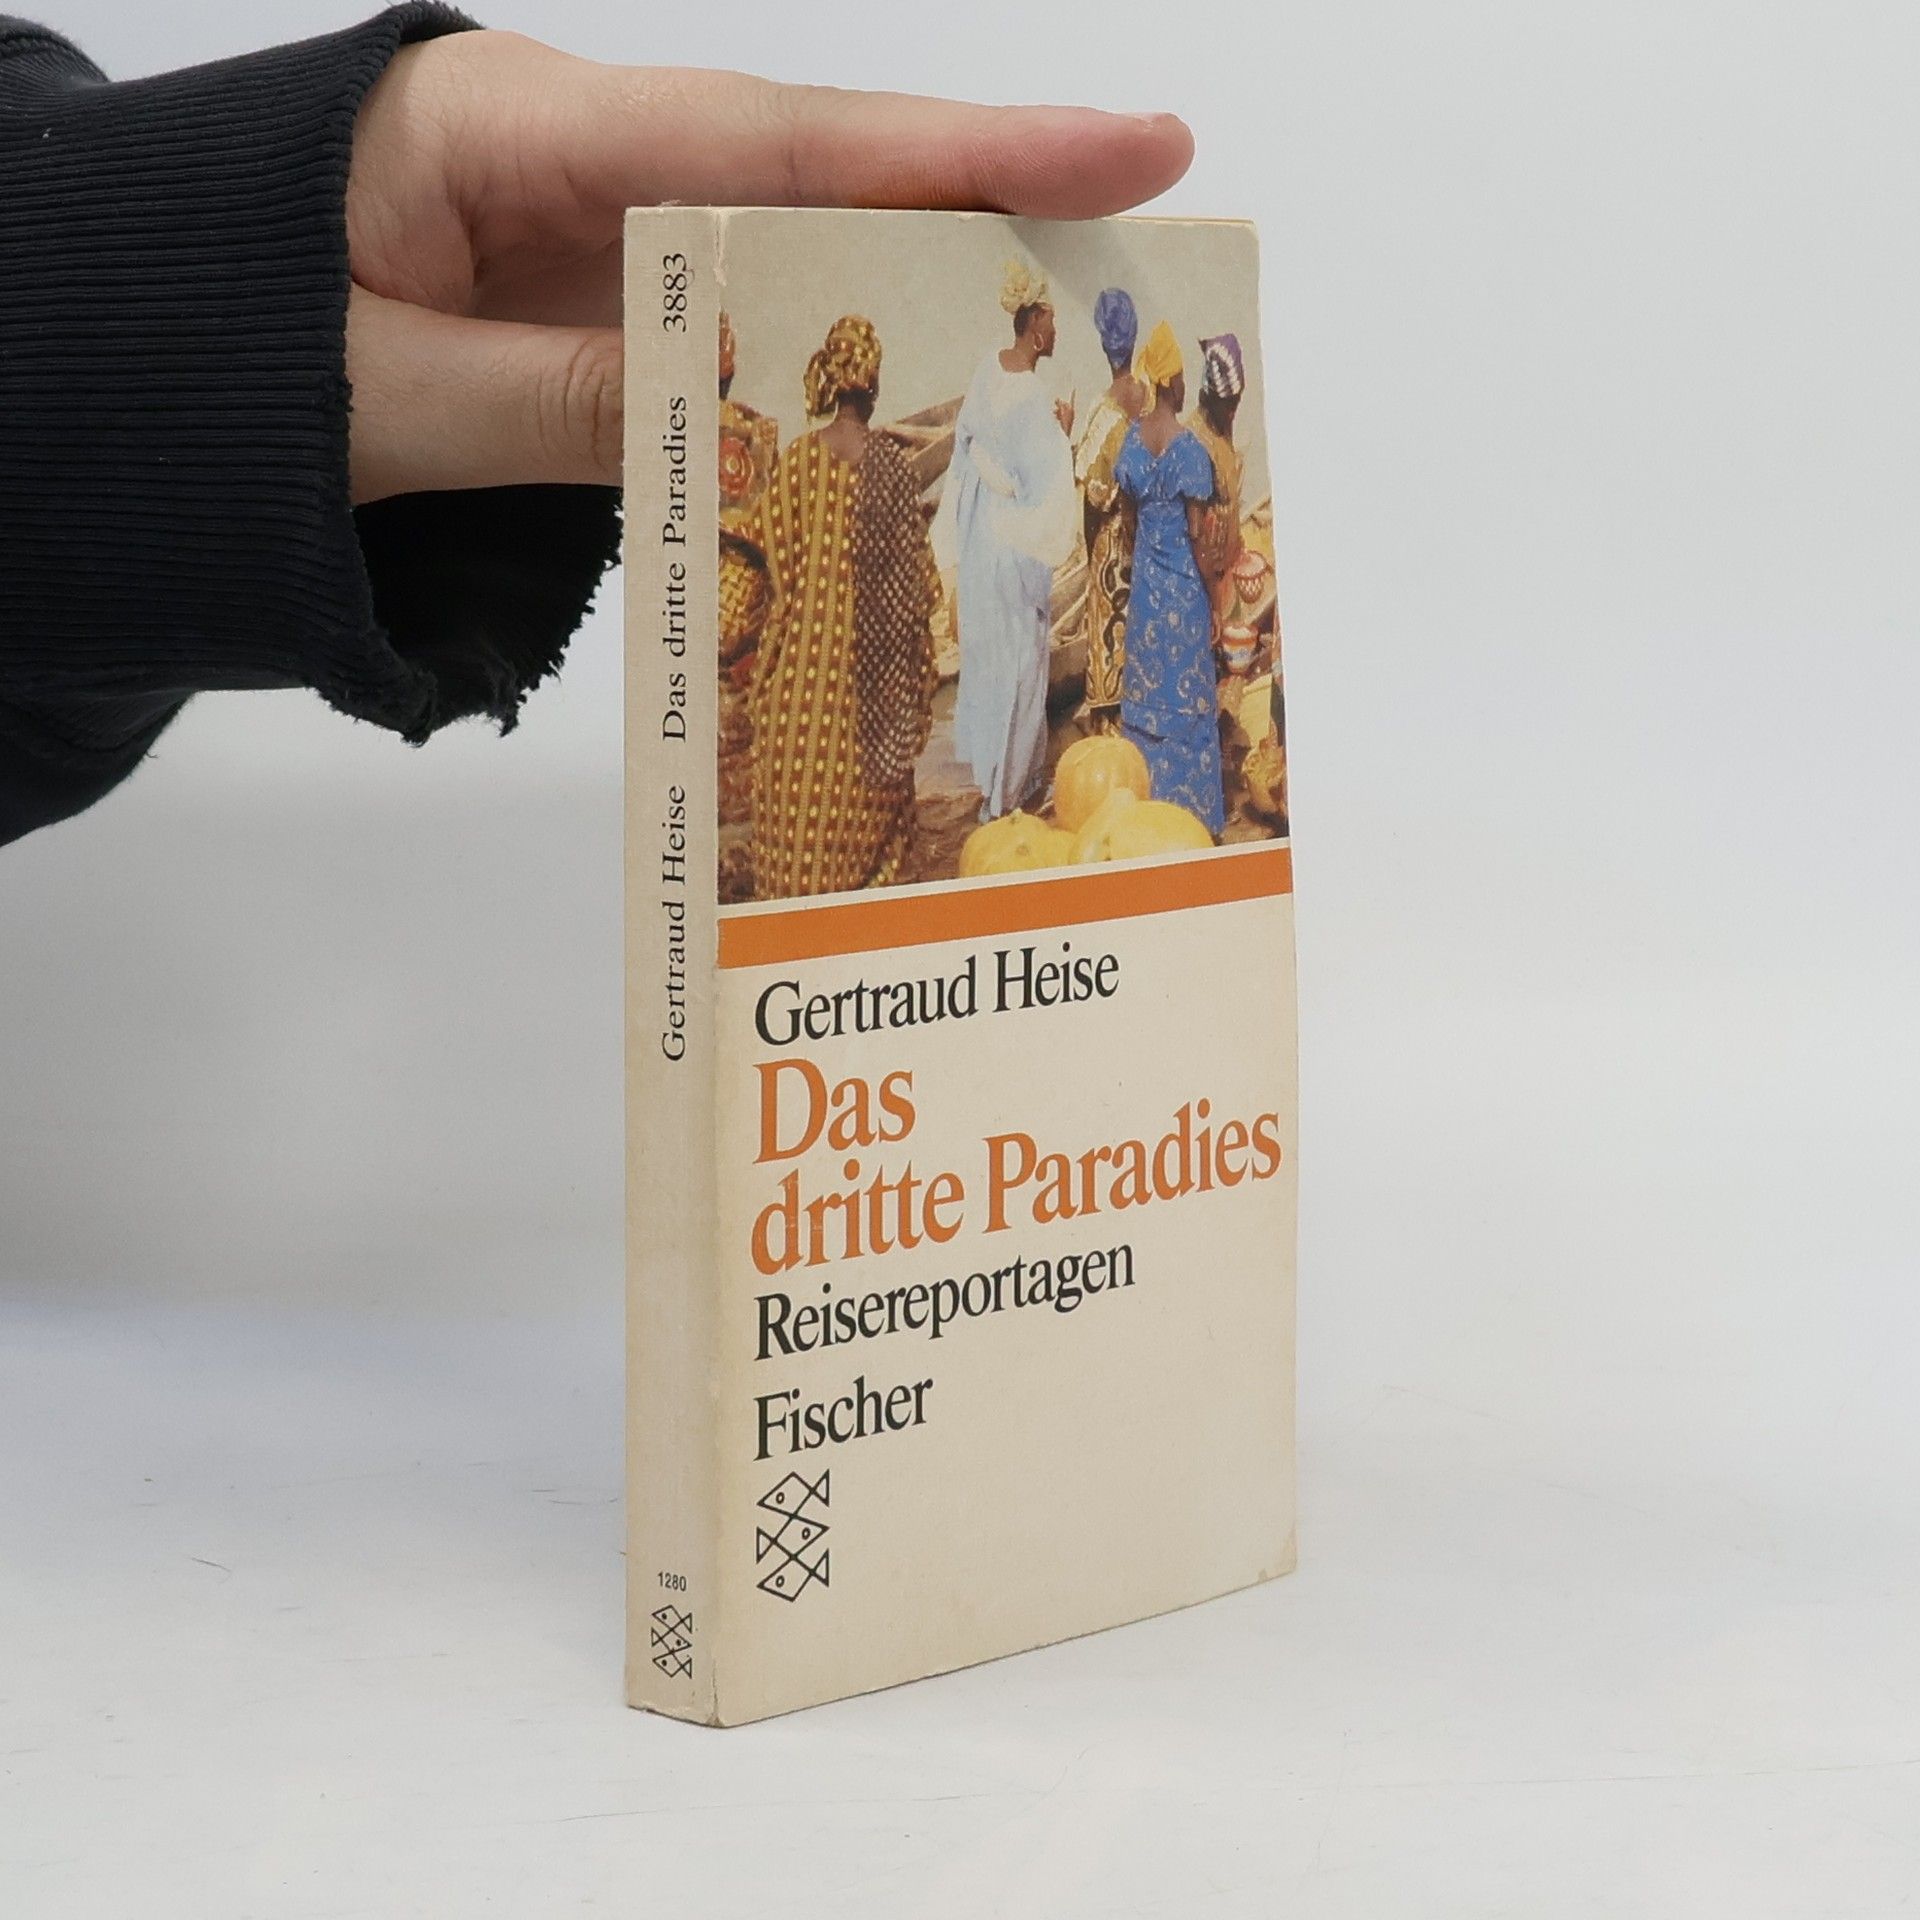 Gertraud Heise Das dritte Paradies 3883
1280
Gertraud Heise
Das
dritte Paradies
Reisereportagen
Fischer